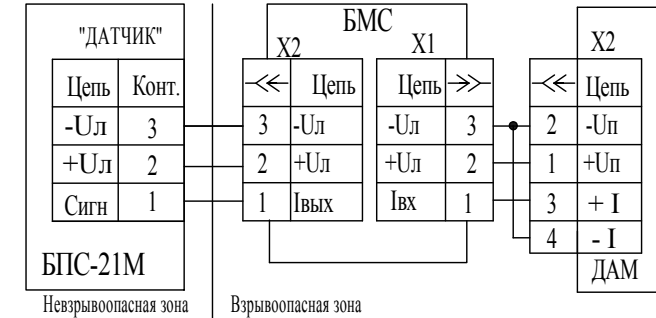 БМС
"ДАТЧИК" X2 X1 X2
Цепь Конт. Цепь Цепь Цепь
-Uл 3 3 -Uл -Uл 3 2 -Uп
+Uл 2 2 +Uл +Uл 2 1 +Uп
Сигн 1 1 Iвых Iвх 1 3 + I
4 - I
БПС-21М ДАМ
Невзрывоопасная зона Взрывоопасная зона